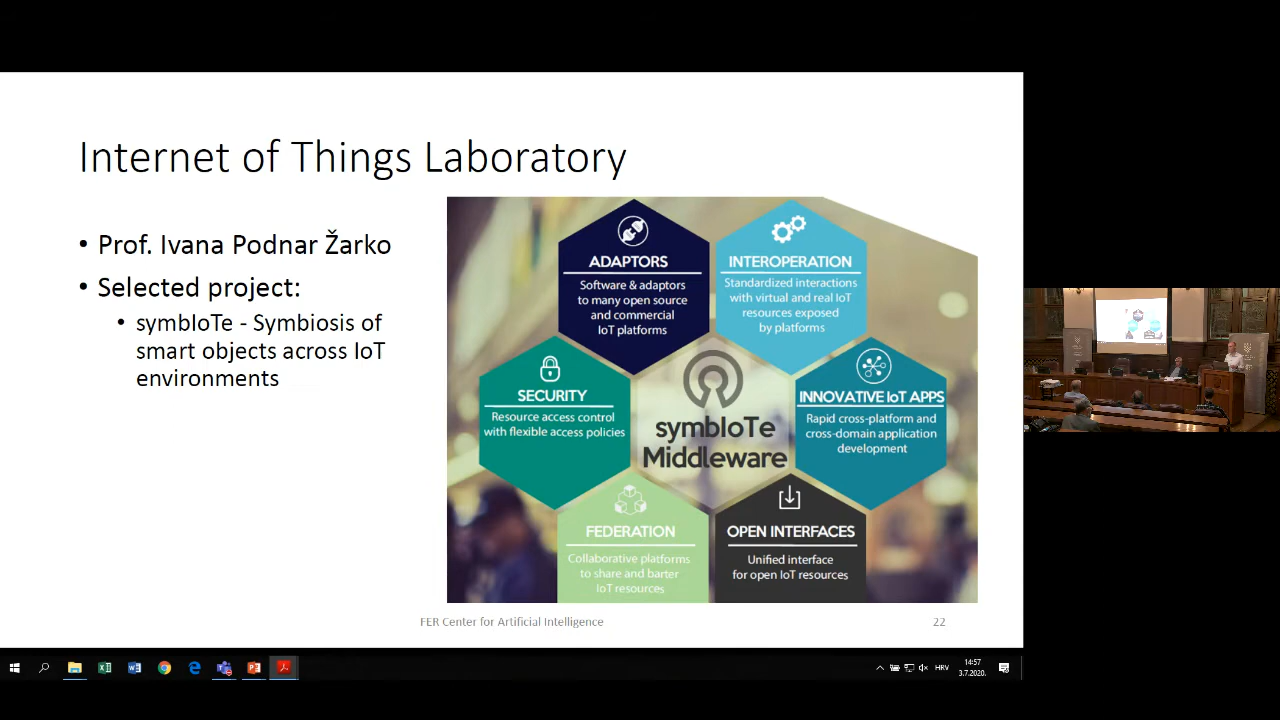 Internet of Things Laboratory
• Prof. Ivana Podnar Žarko
• Selected project:
• symbIoTe - Symbiosis of
smart objects across IoT
environments
ADAPTORS
Software & adaptors
to many open source
and commercial
IoT platforms
INTEROPERATION
Standardized interactions
with virtual and real IoT
resources exposed
by platforms
SECURITY
Resource access control
with flexible access policies
symbIoTe
Middleware
INNOVATIVE IoT APPS
Rapid cross-platform and
cross-domain application
development
FEDERATION
Collaborative platforms
to share and barter
IoT resources
OPEN INTERFACES
Unified interface
for open IoT resources
FER Center for Artificial Intelligence
22
HRV
14:57
3.7.2020.